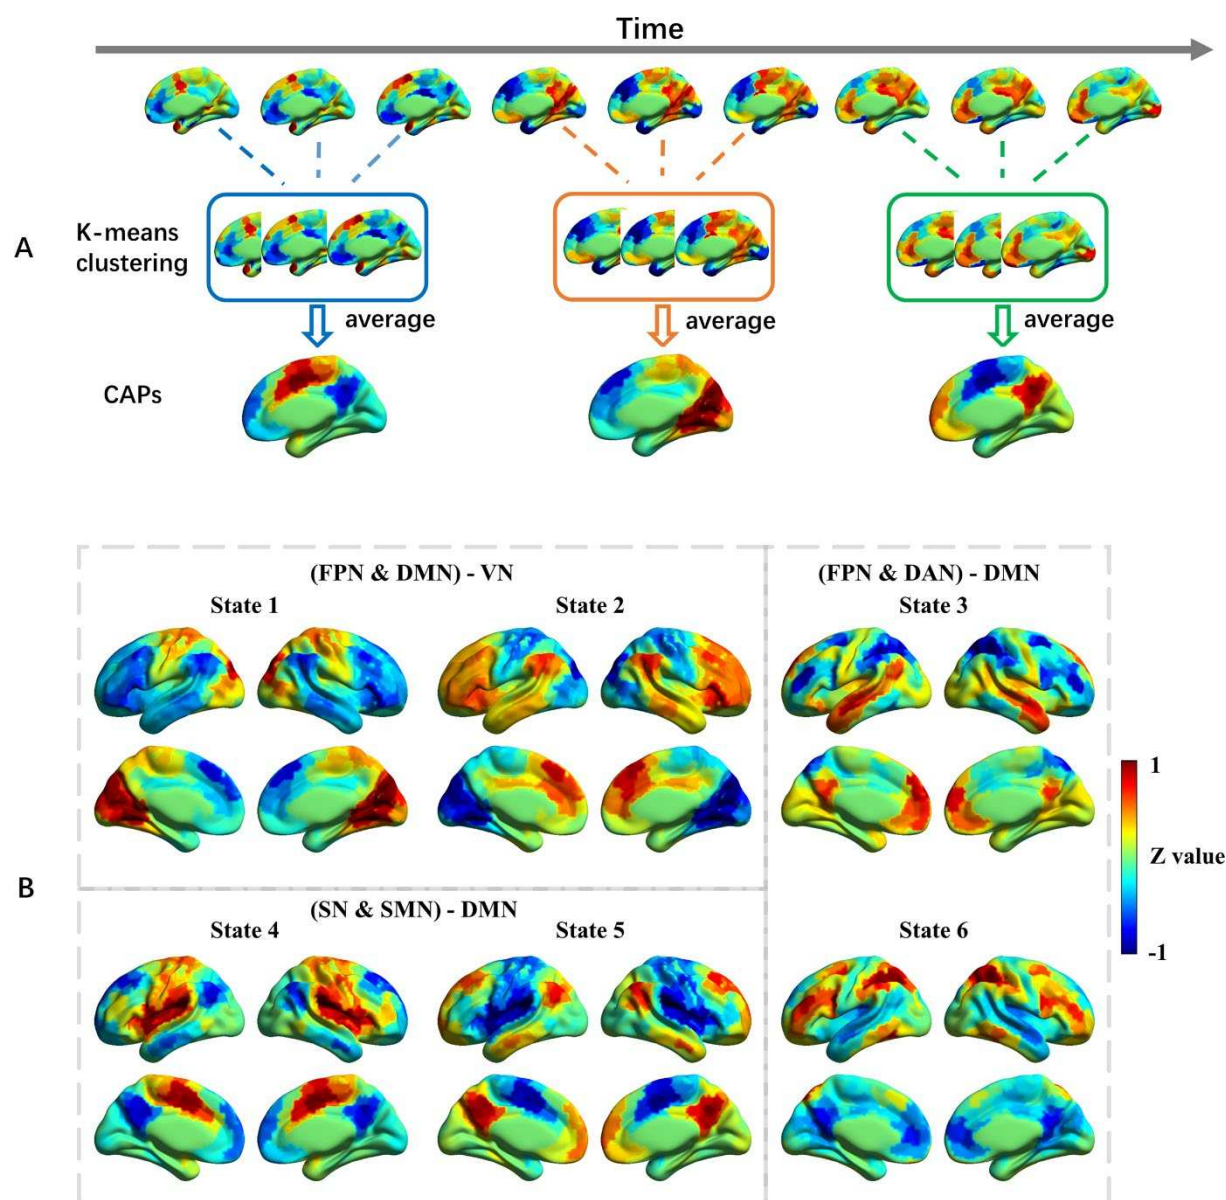 Time
A
K-means
clustering
average
average
average
CAPs
B
(FPN & DMN) - VN
State 1
State 2
(FPN & DAN) - DMN
State 3
1
Z value
-1
(SN & SMN) - DMN
State 4
State 5
State 6